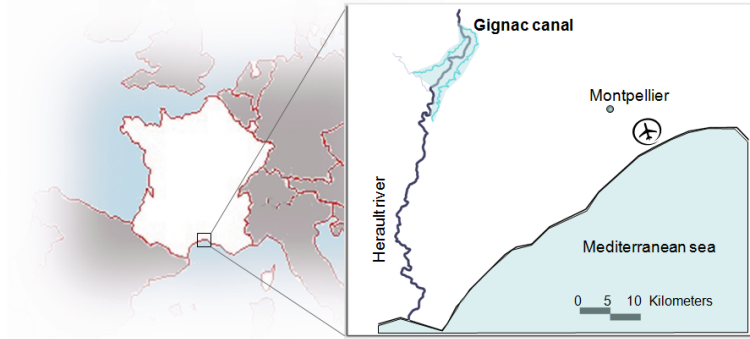 Gignac canal
Montpellier
Herault river
Mediterranean sea
0 5 10 Kilometers